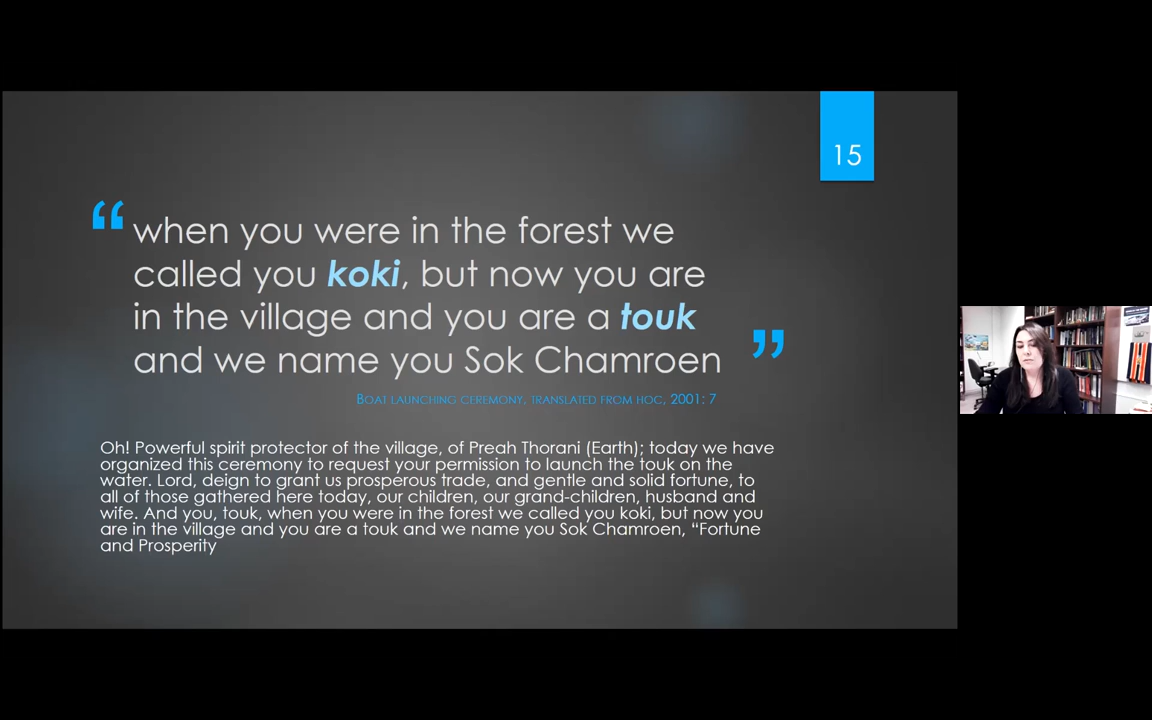 15
“ when you were in the forest we
called you koki, but now you are
in the village and you are a touk
and we name you Sok Chamroen ”
Boat launching ceremony, translated from Hoc, 2001: 7
Oh! Powerful spirit protector of the village, of Preah Thorani (Earth); today we have
organized this ceremony to request your permission to launch the touk on the
water. Lord, deign to grant us prosperous trade, and gentle and solid fortune, to
all of those gathered here today, our children, our grand-children, husband and
wife. And you, touk, when you were in the forest we called you koki, but now you
are in the village and you are a touk and we name you Sok Chamroen, “Fortune
and Prosperity